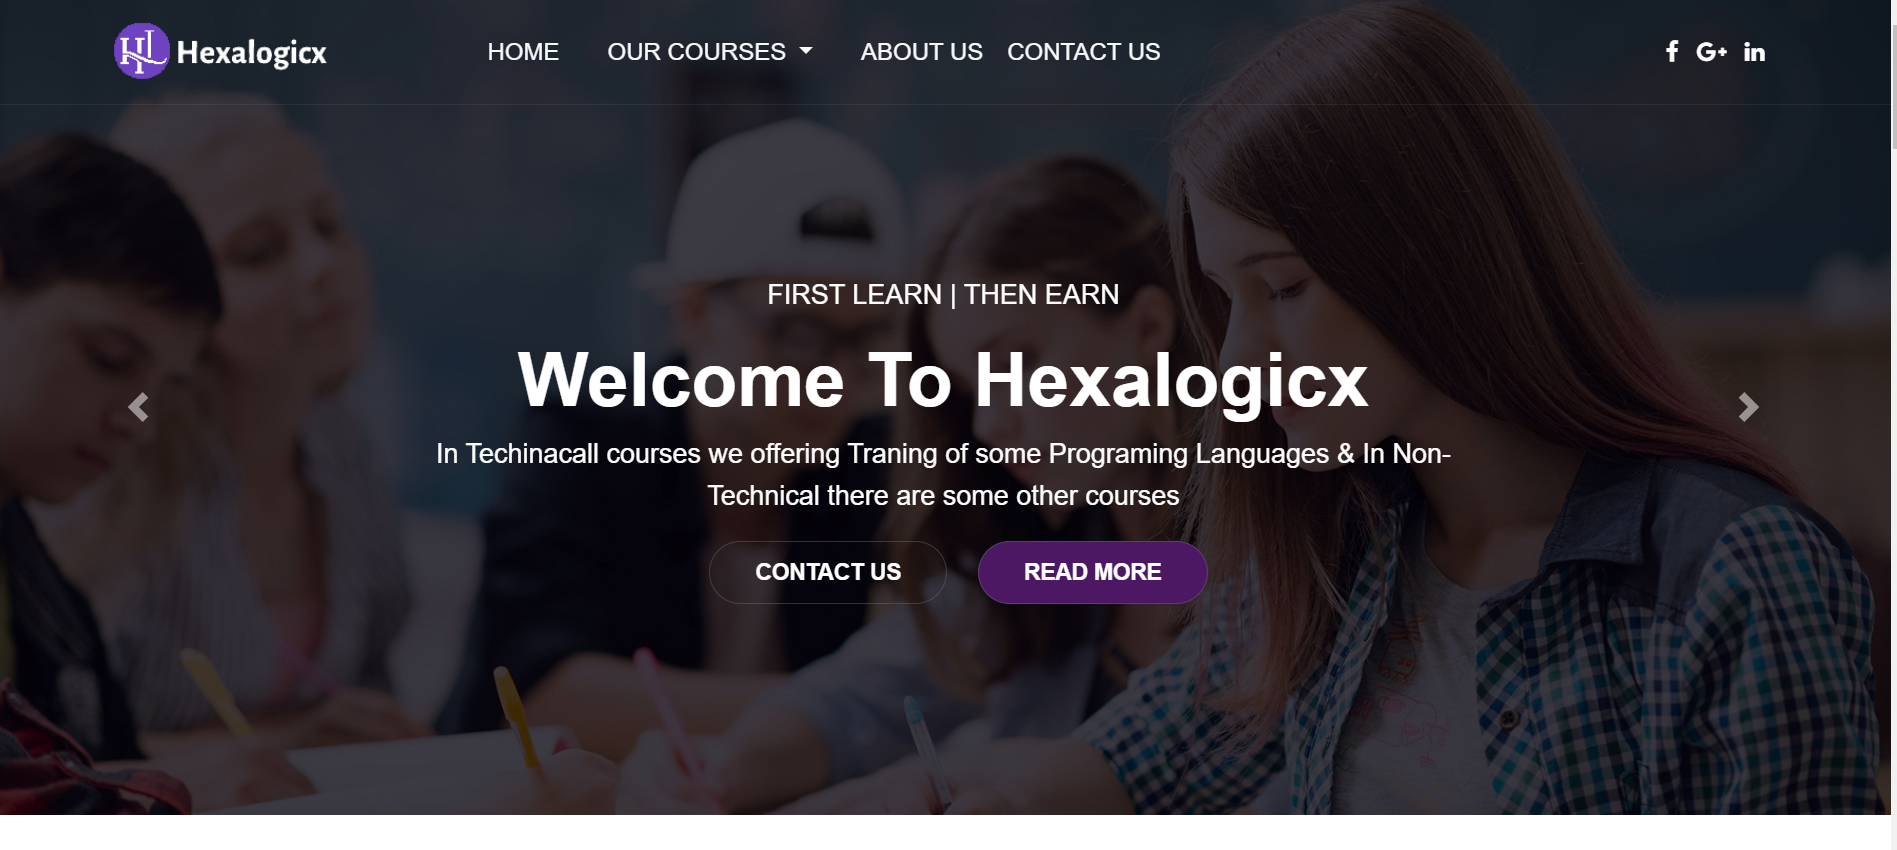 HL Hexalogicx
HOME OUR COURSES ABOUT US CONTACT US
f G+ in
FIRST LEARN | THEN EARN
Welcome To Hexalogicx
In Techinacall courses we offering Traning of some Programing Languages & In Non-
Technical there are some other courses
CONTACT US READ MORE